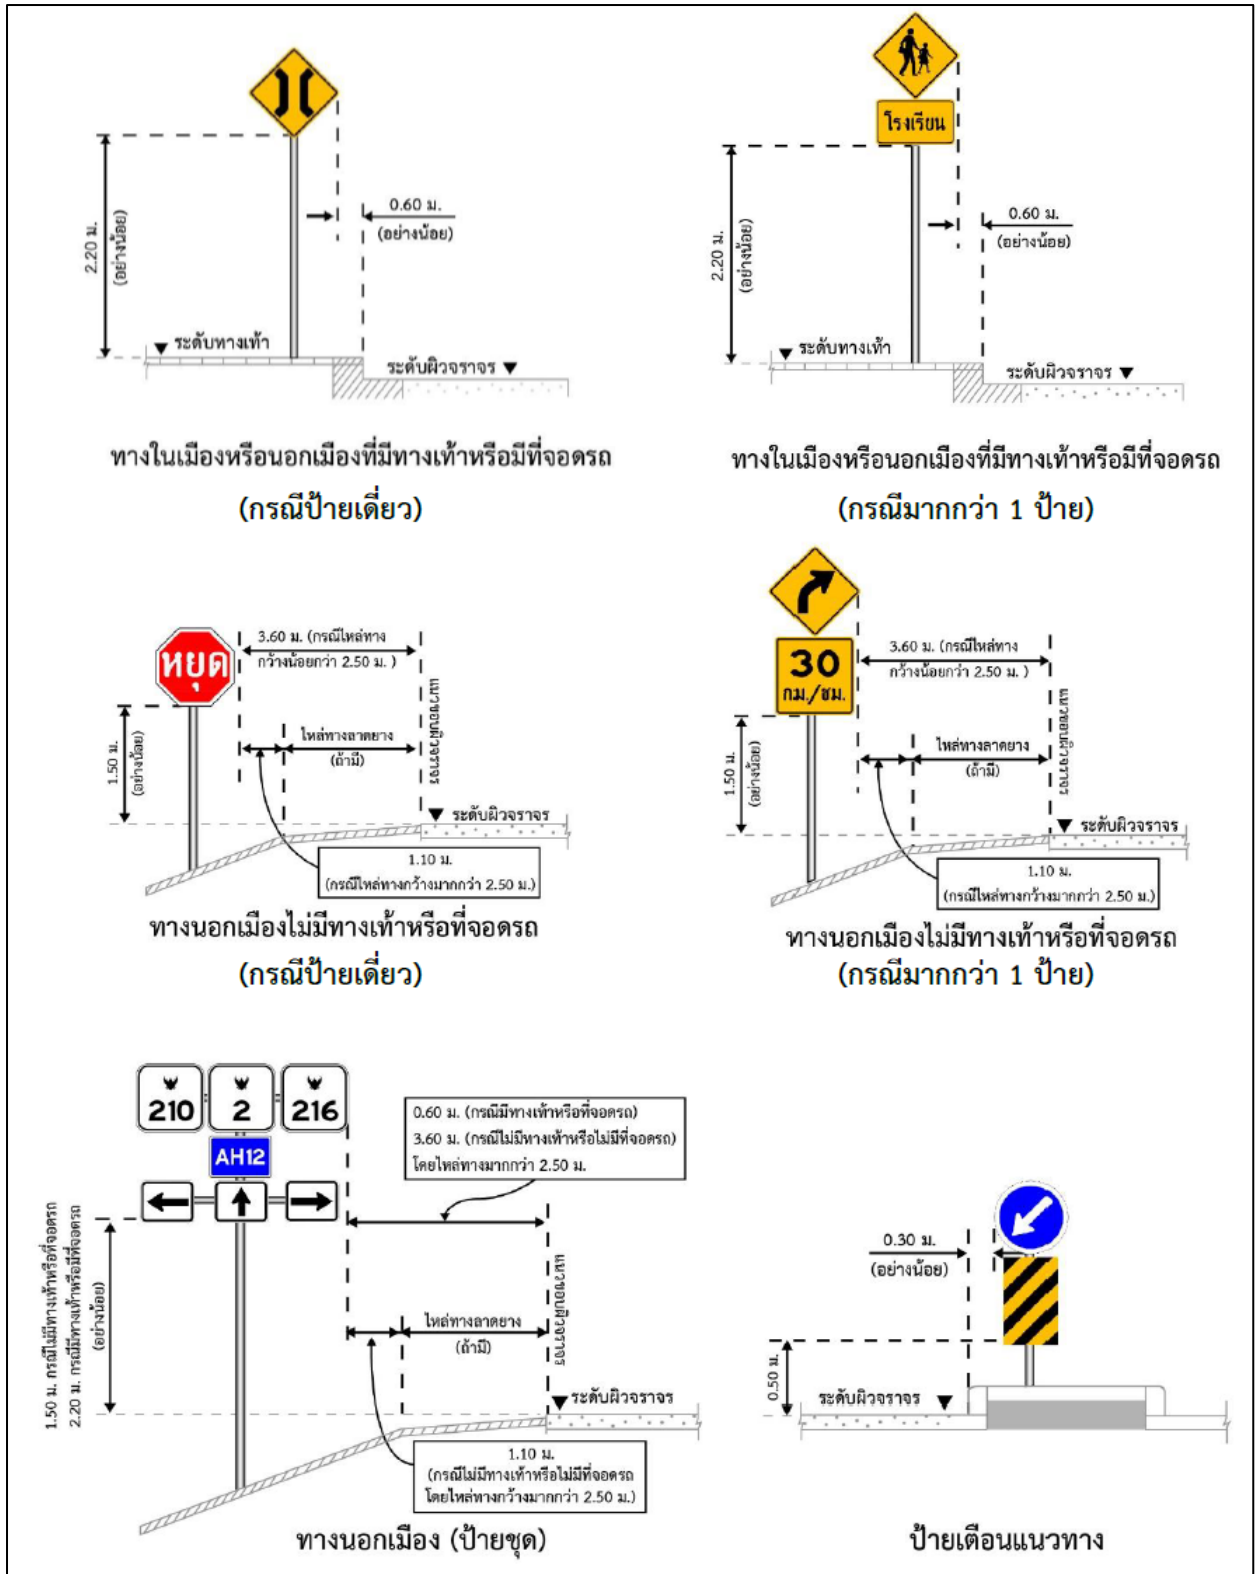 โรงเรียน
2.20 ม.
(อย่างน้อย)
0.60 ม.
(อย่างน้อย)
ระดับทางเท้า
ระดับผิวจราจร
2.20 ม.
(อย่างน้อย)
0.60 ม.
(อย่างน้อย)
ระดับทางเท้า
ระดับผิวจราจร
ทางในเมืองหรือนอกเมืองที่มีทางเท้าหรือมีที่จอดรถ
(กรณีป้ายเดี่ยว)
ทางในเมืองหรือนอกเมืองที่มีทางเท้าหรือมีที่จอดรถ
(กรณีมากกว่า 1 ป้าย)
หยุด
3.60 ม. (กรณีไหล่ทาง
กว้างน้อยกว่า 2.50 ม. )
1.50 ม.
(อย่างน้อย)
ไหล่ทางลาดยาง
(ถ้ามี)
แนวขอบผิวจราจร
ระดับผิวจราจร
1.10 ม.
(กรณีไหล่ทางกว้างมากกว่า 2.50 ม.)
ทางนอกเมืองไม่มีทางเท้าหรือที่จอดรถ
(กรณีป้ายเดี่ยว)
30
กม./ชม.
3.60 ม. (กรณีไหล่ทาง
กว้างน้อยกว่า 2.50 ม. )
1.50 ม.
(อย่างน้อย)
ไหล่ทางลาดยาง
(ถ้ามี)
แนวขอบผิวจราจร
ระดับผิวจราจร
1.10 ม.
(กรณีไหล่ทางกว้างมากกว่า 2.50 ม.)
ทางนอกเมืองไม่มีทางเท้าหรือที่จอดรถ
(กรณีมากกว่า 1 ป้าย)
210 2 216
AH12
0.60 ม. (กรณีมีทางเท้าหรือที่จอดรถ)
3.60 ม. (กรณีไม่มีทางเท้าหรือไม่มีที่จอดรถ)
โดยไหล่ทางมากกว่า 2.50 ม.
1.50 ม. กรณีไม่มีทางเท้าหรือที่จอดรถ
2.20 ม. กรณีมีทางเท้าหรือมีที่จอดรถ
(อย่างน้อย)
ไหล่ทางลาดยาง
(ถ้ามี)
แนวขอบผิวจราจร
ระดับผิวจราจร
1.10 ม.
(กรณีไม่มีทางเท้าหรือไม่มีที่จอดรถ
โดยไหล่ทางกว้างมากกว่า 2.50 ม.)
ทางนอกเมือง (ป้ายชุด)
0.30 ม.
(อย่างน้อย)
0.50 ม.
ระดับผิวจราจร
ป้ายเตือนแนวทาง